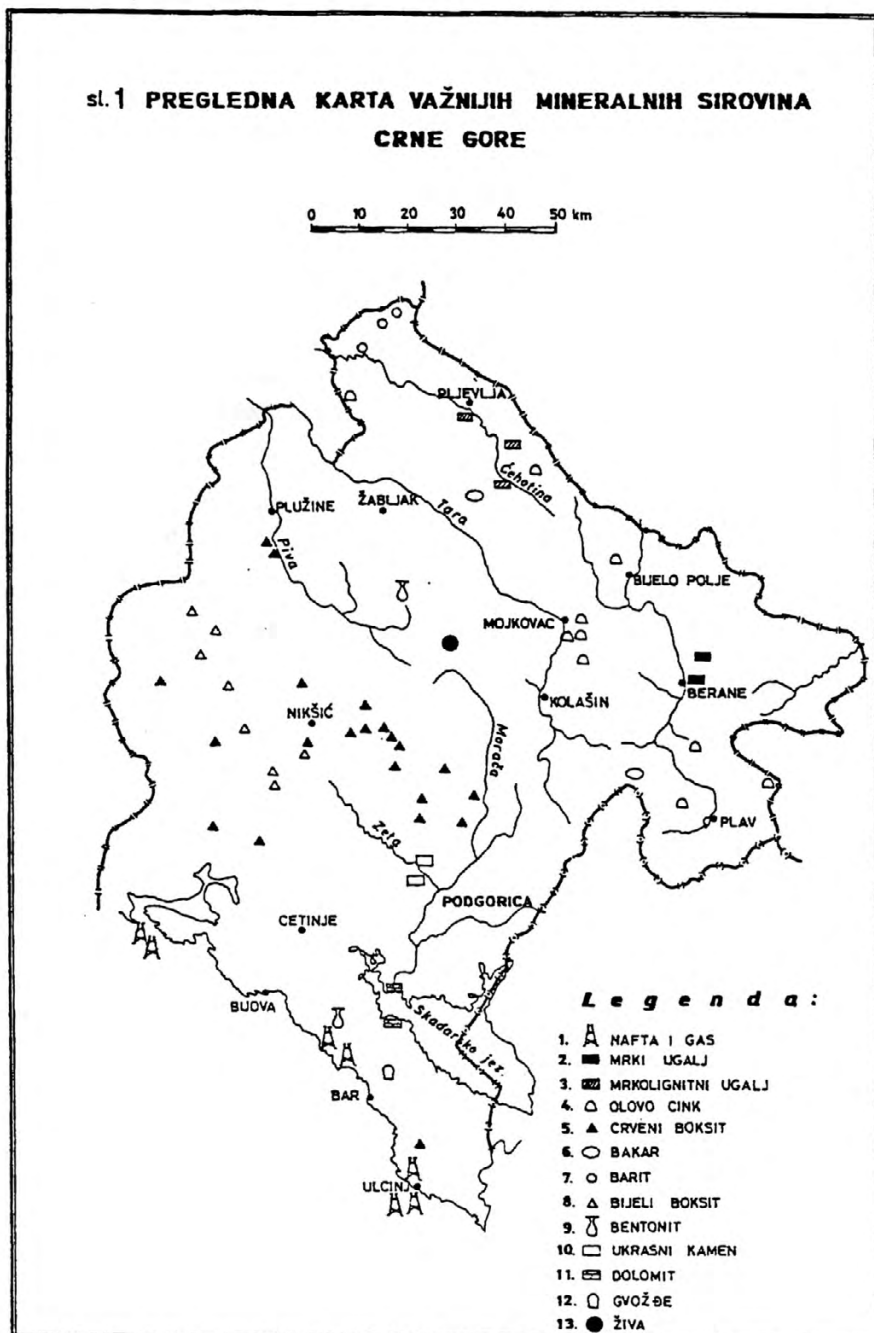 sl.1 PREGLEDNA KARTA VAŽNIJIH MINERALNIH SIROVINA
CRNE GORE
0 10 20 30 40 50 km
PLJEVLJA
Ćehotina
PLUŽINE
ŽABLJAK
Tara
Piva
BIJELO POLJE
MOJKOVAC
BERANE
KOLAŠIN
NIKŠIĆ
Morača
PLAV
Zeta
PODGORICA
CETINJE
BUDVA
Skadarsko jez.
BAR
ULCINJ
Legenda:
1. NAFTA I GAS
2. MRKI UGALJ
3. MRKOLIGNITNI UGALJ
4. OLOVO CINK
5. CRVENI BOKSIT
6. BAKAR
7. BARIT
8. BIJELI BOKSIT
9. BENTONIT
10. UKRASNI KAMEN
11. DOLOMIT
12. GVOŽĐE
13. ŽIVA